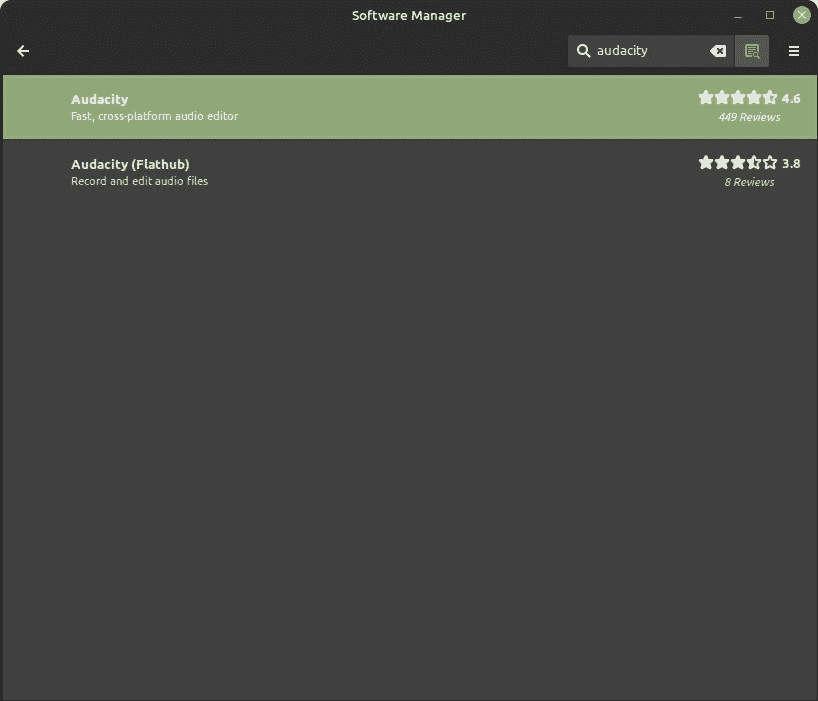 Software Manager
audacity
Audacity
4.6
Fast, cross-platform audio editor
449 Reviews
Audacity (Flathub)
3.8
Record and edit audio files
8 Reviews